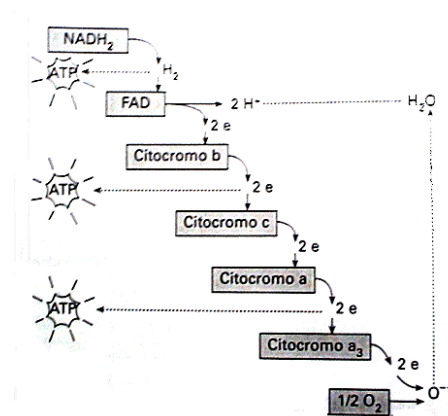 NADH₂
ATP
H₂
FAD
2 H⁺
H₂O
2 e
Citocromo b
ATP
2 e
Citocromo c
2 e
Citocromo a
ATP
2 e
Citocromo a₃
2 e
1/2 O₂
O⁻⁻